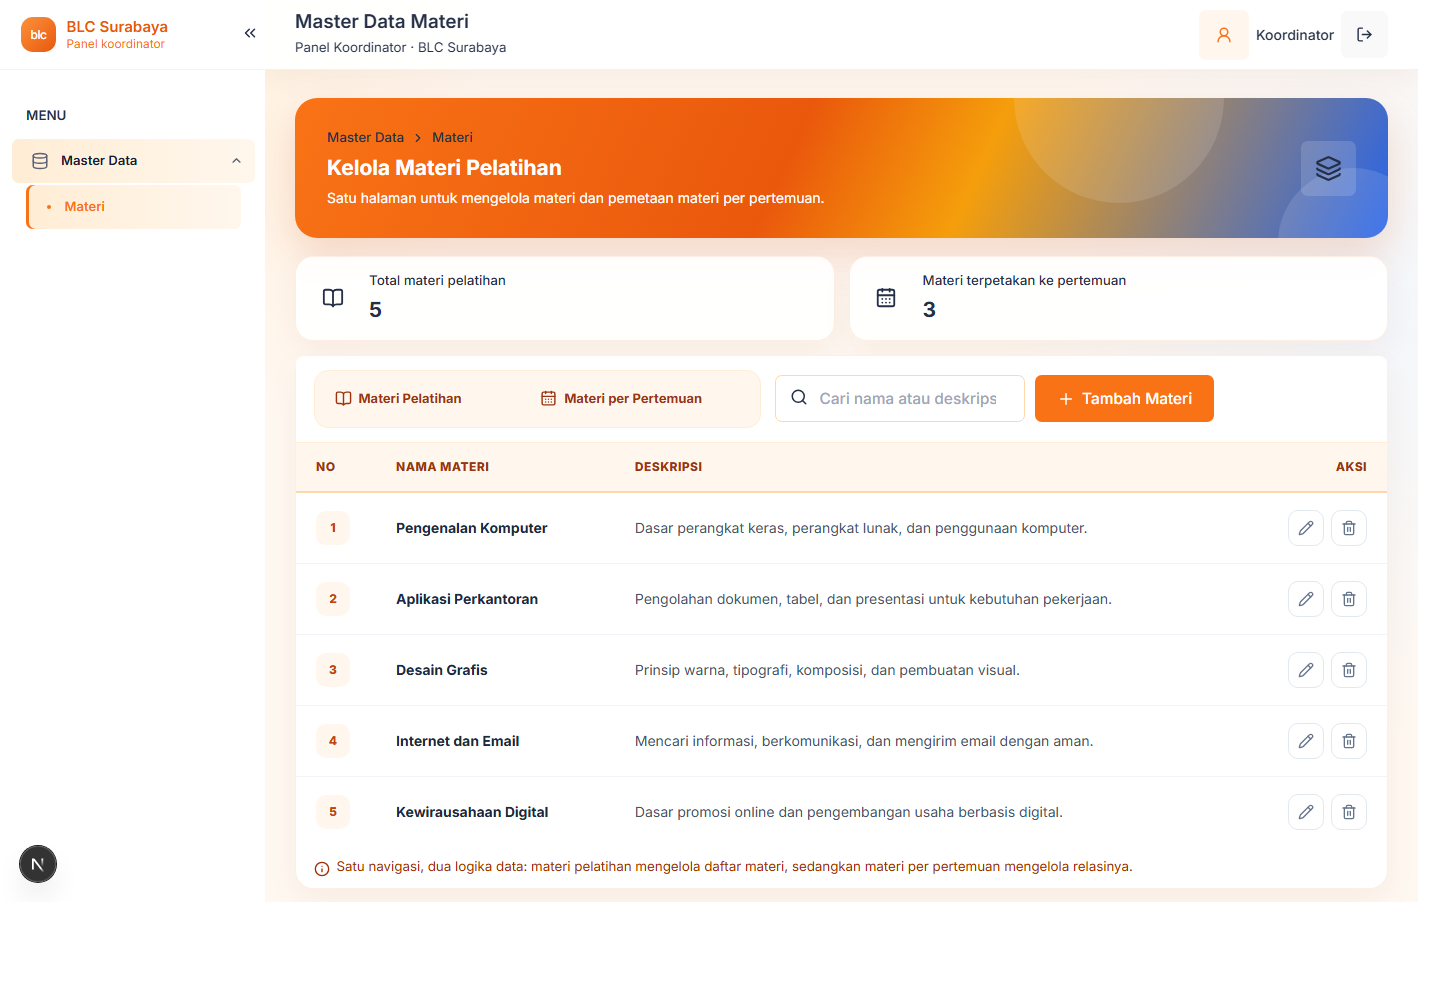 blc
BLC Surabaya
Panel koordinator
Master Data Materi
Panel Koordinator · BLC Surabaya
Koordinator
MENU
Master Data
Materi
Master Data > Materi
Kelola Materi Pelatihan
Satu halaman untuk mengelola materi dan pemetaan materi per pertemuan.
Total materi pelatihan
5
Materi terpetakan ke pertemuan
3
Materi Pelatihan
Materi per Pertemuan
Cari nama atau deskrips
+ Tambah Materi
NO NAMA MATERI DESKRIPSI AKSI
1 Pengenalan Komputer Dasar perangkat keras, perangkat lunak, dan penggunaan komputer.
2 Aplikasi Perkantoran Pengolahan dokumen, tabel, dan presentasi untuk kebutuhan pekerjaan.
3 Desain Grafis Prinsip warna, tipografi, komposisi, dan pembuatan visual.
4 Internet dan Email Mencari informasi, berkomunikasi, dan mengirim email dengan aman.
5 Kewirausahaan Digital Dasar promosi online dan pengembangan usaha berbasis digital.
Satu navigasi, dua logika data: materi pelatihan mengelola daftar materi, sedangkan materi per pertemuan mengelola relasinya.
N